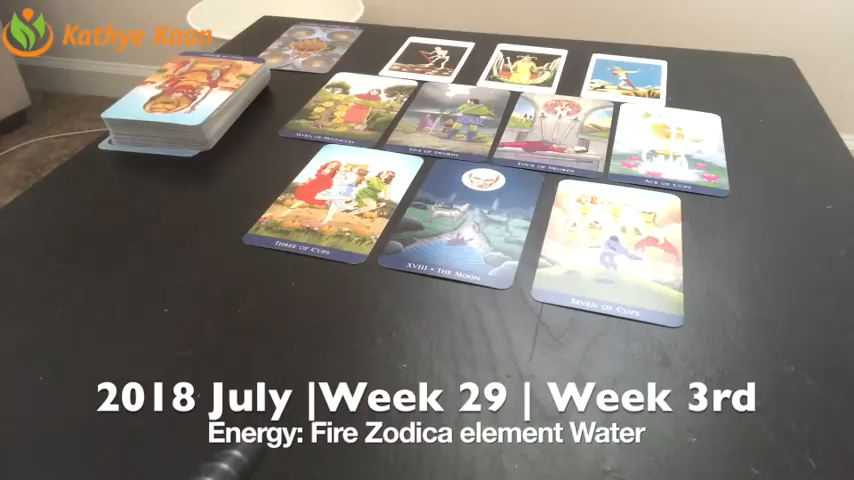 Kathye Kaan
SEVEN OF PENTACLES
FIVE OF SWORDS
FOUR OF SWORDS
ACE OF CUPS
THREE OF CUPS
XVIII • THE MOON
SEVEN OF CUPS
2018 July |Week 29 | Week 3rd
Energy: Fire Zodica element Water